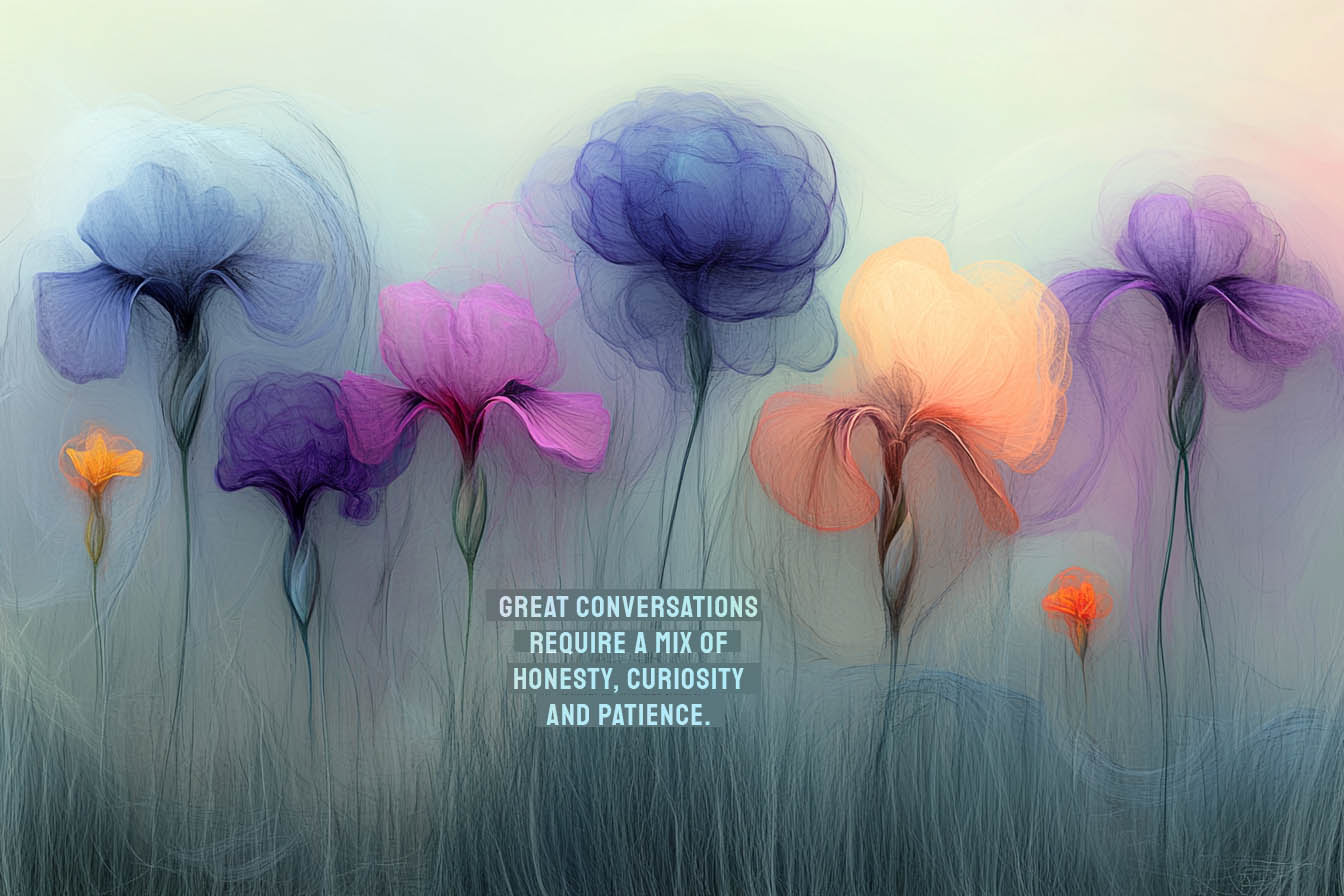 GREAT CONVERSATIONS
REQUIRE A MIX OF
HONESTY, CURIOSITY
AND PATIENCE.